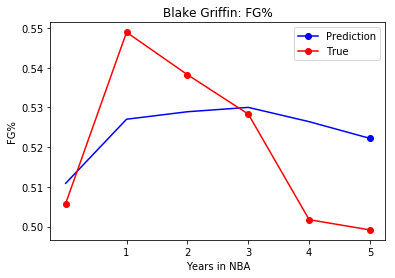 Blake Griffin: FG%
Prediction
True
0.55
0.54
0.53
0.52
0.51
0.50
FG%
1 2 3 4 5
Years in NBA